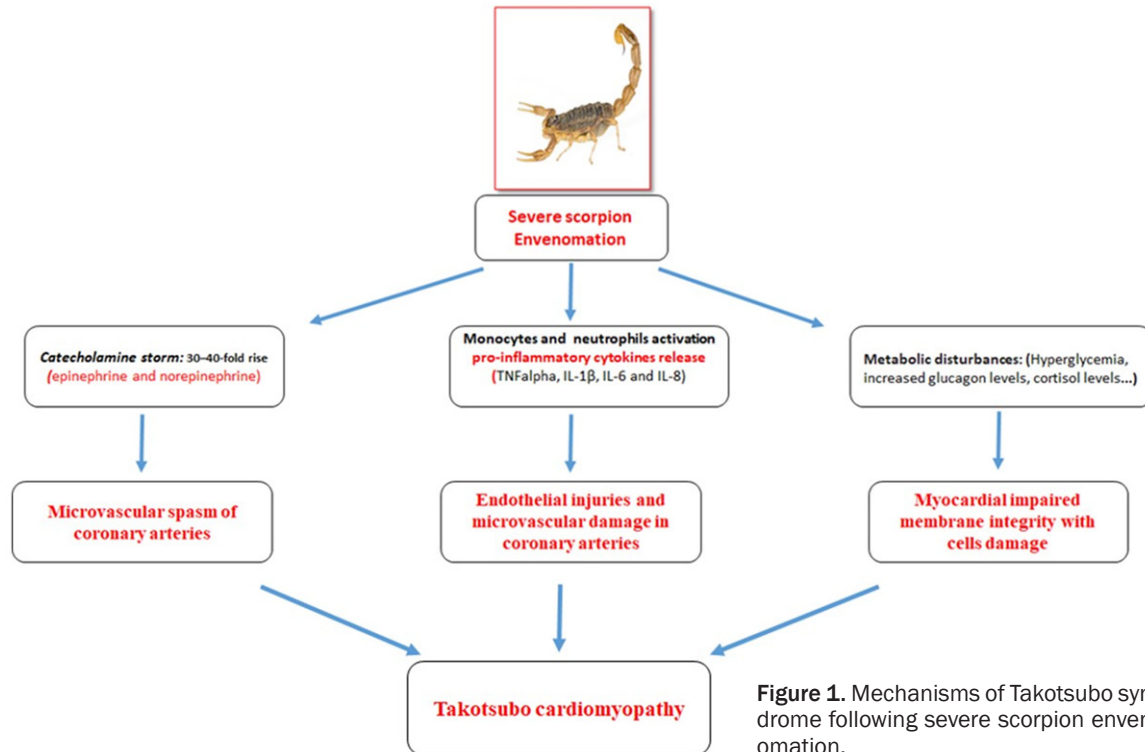 Severe scorpion
Envenomation
Catecholamine storm: 30–40-fold rise
(epinephrine and norepinephrine)
Monocytes and neutrophils activation
pro-inflammatory cytokines release
(TNFalpha, IL-1β, IL-6 and IL-8)
Metabolic disturbances: (Hyperglycemia,
increased glucagon levels, cortisol levels...)
Microvascular spasm of
coronary arteries
Endothelial injuries and
microvascular damage in
coronary arteries
Myocardial impaired
membrane integrity with
cells damage
Takotsubo cardiomyopathy
Figure 1. Mechanisms of Takotsubo syn-
drome following severe scorpion enven-
omation.